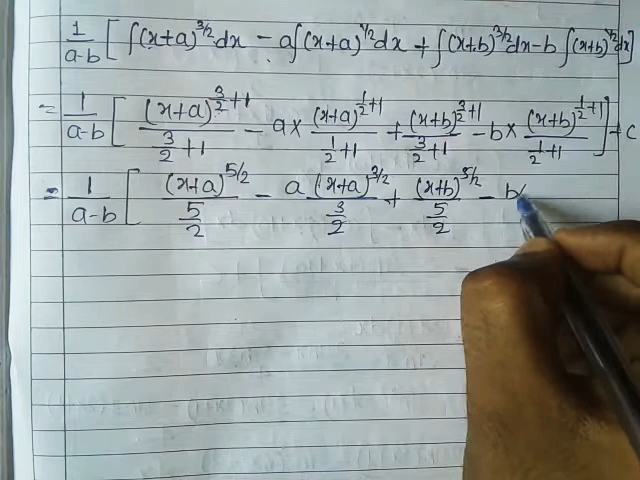 1/(a-b) [ ∫(x+a)^3/2 dx - a∫(x+a)^1/2 dx + ∫(x+b)^3/2 dx - b∫(x+b)^1/2 dx]
= 1/(a-b) [ (x+a)^(3/2+1)/(3/2+1) - a × (x+a)^(1/2+1)/(1/2+1) + (x+b)^(3/2+1)/(3/2+1) - b × (x+b)^(1/2+1)/(1/2+1) ] + c
= 1/(a-b) [ (x+a)^5/2/(5/2) - a (x+a)^3/2/(3/2) + (x+b)^5/2/(5/2) - b